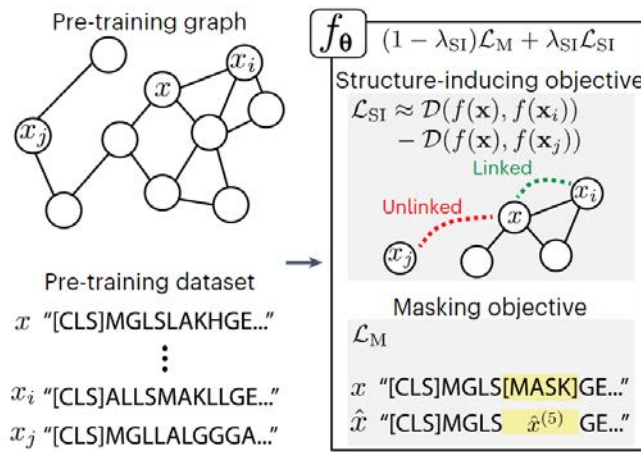 Pre-training graph
x
x_i
x_j
Pre-training dataset
x "[CLS]MGLSLAKHGE..."
⋮
x_i "[CLS]ALLSMAKLLGE..."
x_j "[CLS]MGLLALGGGA..."
f_θ (1 − λ_SI)ℒ_M + λ_SIℒ_SI
Structure-inducing objective
ℒ_SI ≈ 𝒟(f(𝐱), f(𝐱_i))
− 𝒟(f(𝐱), f(𝐱_j))
Linked
x_i
Unlinked
x
x_j
Masking objective
ℒ_M
x "[CLS]MGLS[MASK]GE..."
x̂ "[CLS]MGLS x̂^(5) GE..."